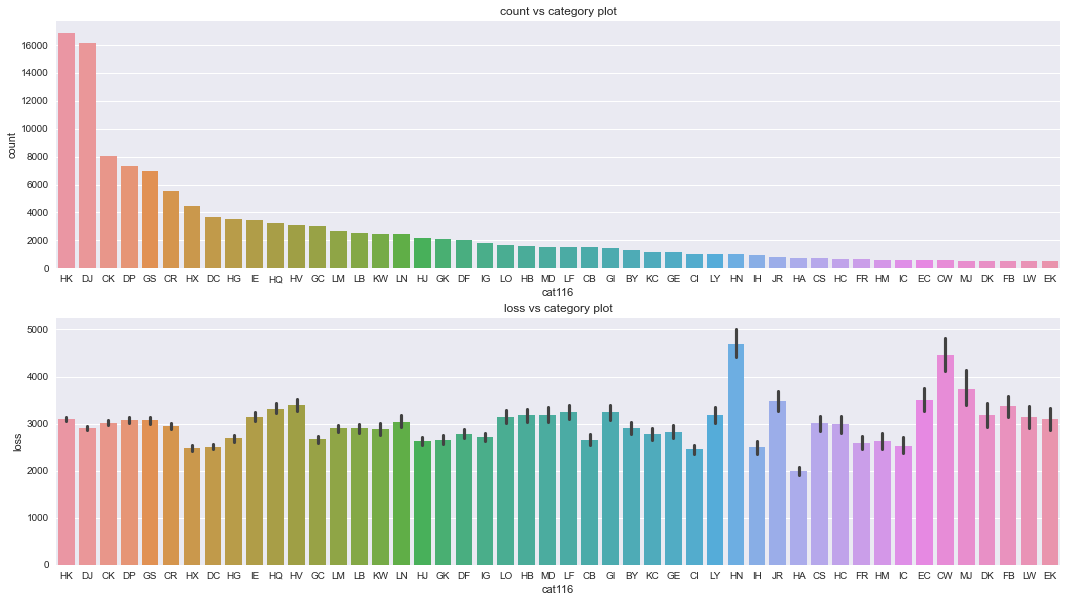 count vs category plot
16000
14000
12000
10000
8000
6000
4000
2000
0
count
HK DJ CK DP GS CR HX DC HG IE HQ HV GC LM LB KW LN HJ GK DF IG LO HB MD LF CB GI BY KC GE CI LY HN IH JR HA CS HC FR HM IC EC CW MJ DK FB LW EK
cat116
loss vs category plot
5000
4000
3000
2000
1000
0
loss
HK DJ CK DP GS CR HX DC HG IE HQ HV GC LM LB KW LN HJ GK DF IG LO HB MD LF CB GI BY KC GE CI LY HN IH JR HA CS HC FR HM IC EC CW MJ DK FB LW EK
cat116